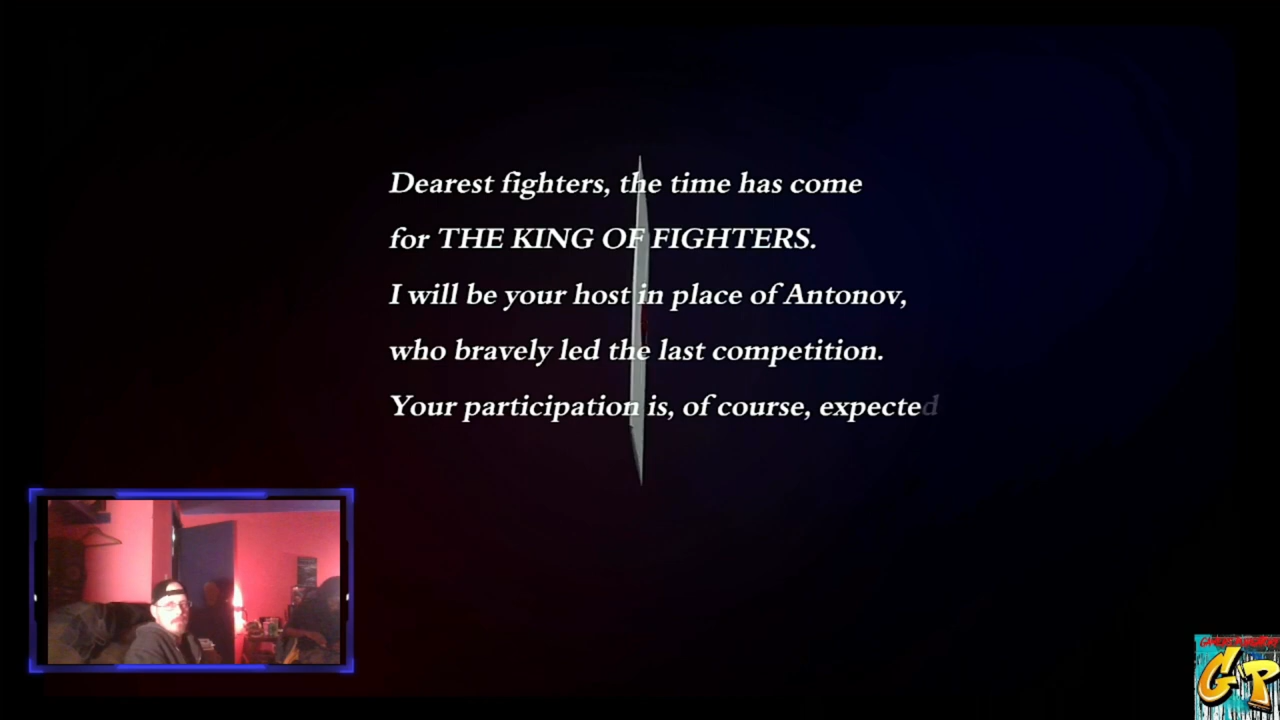 Dearest fighters, the time has come
for THE KING OF FIGHTERS.
I will be your host in place of Antonov,
who bravely led the last competition.
Your participation is, of course, expected
GP